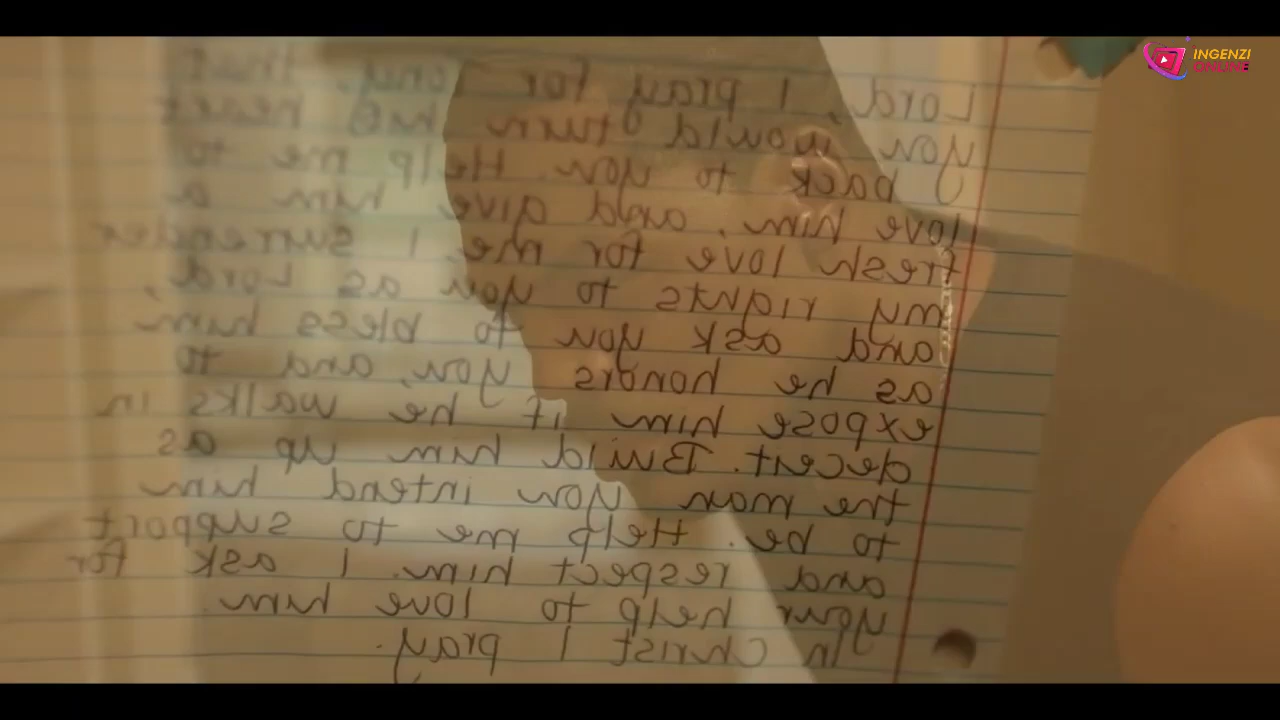 INGENZI
ONLINE
Lord, I pray for Tony. That
you would turn his heart
back to you. Help me to
love him, and give him a
fresh love for me. I surrender
my rights to you as Lord,
and ask you to bless him
as he honors you, and to
expose him if he walks in
deceit. Build him up as
the man you intend him
to be. Help me to support
and respect him. I ask for
your help to love him.
In Christ I pray.